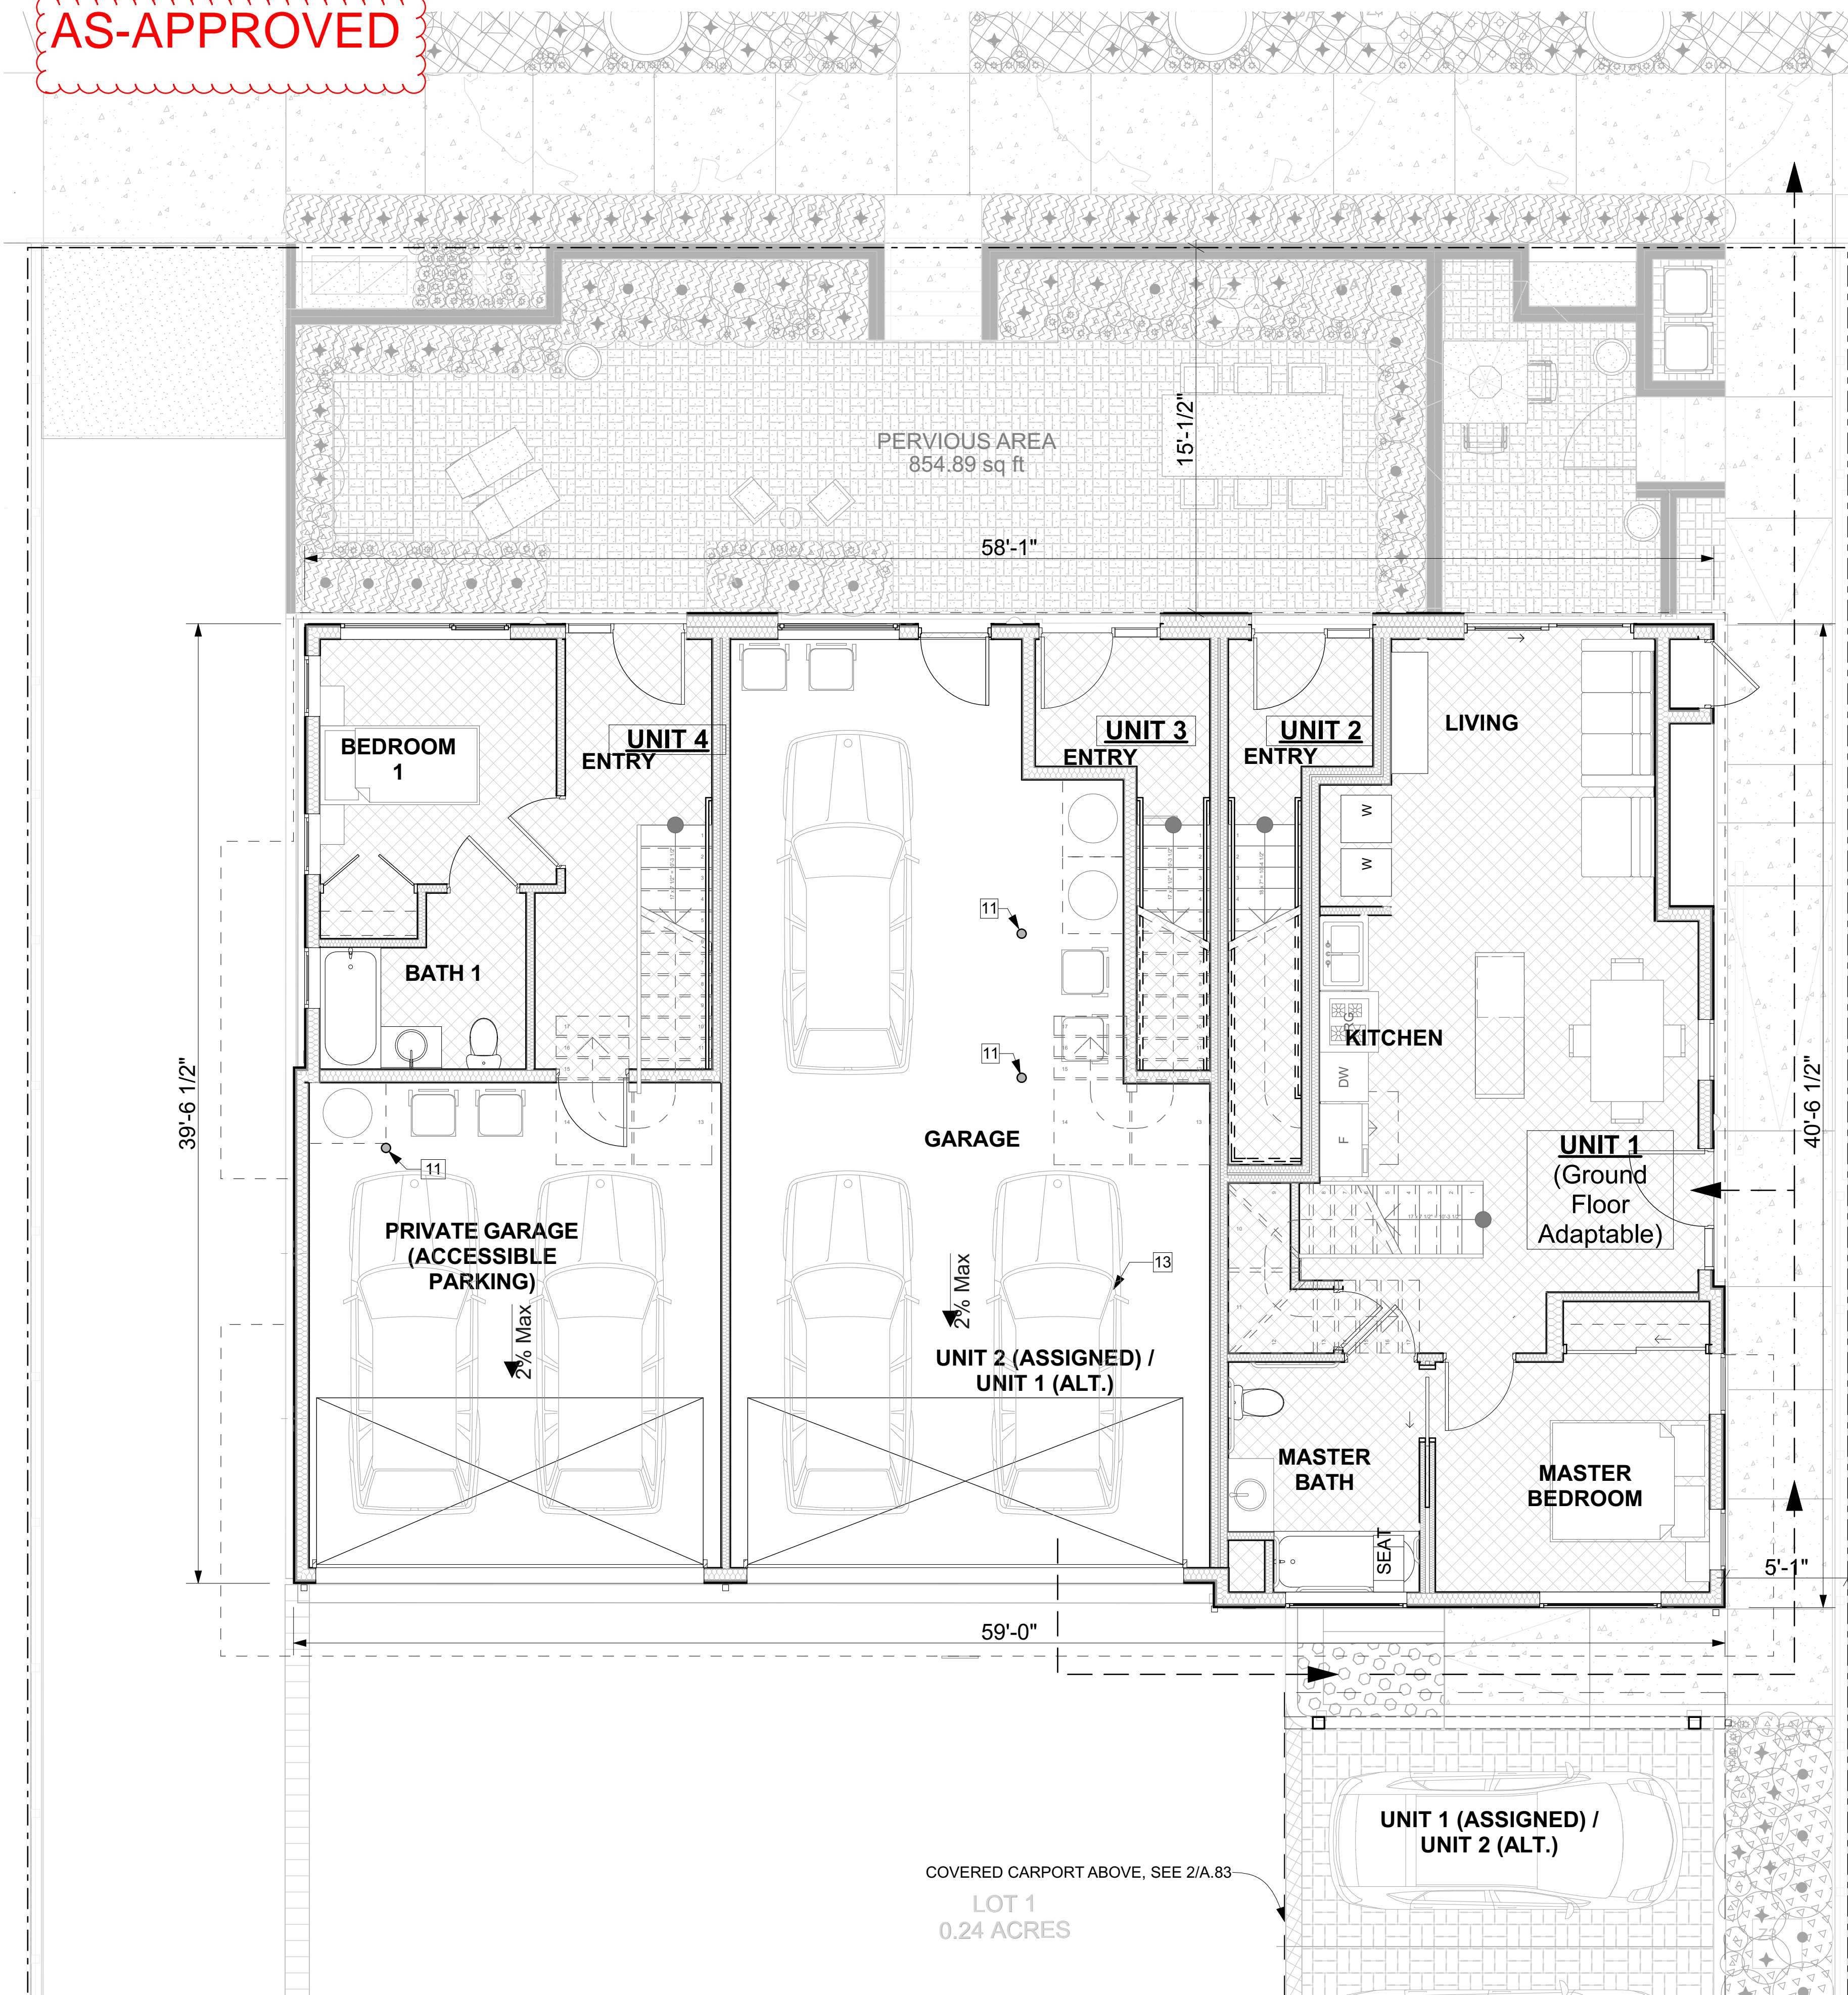 AS-APPROVED
PERVIOUS AREA
854.89 sq ft
15'-1/2"
58'-1"
BEDROOM
1
UNIT 4
ENTRY
UNIT 3
ENTRY
UNIT 2
ENTRY
LIVING
W
W
11
BATH 1
11
RG
KITCHEN
DW
F
39'-6 1/2"
40'-6 1/2"
GARAGE
11
UNIT 1
(Ground
Floor
Adaptable)
PRIVATE GARAGE
(ACCESSIBLE
PARKING)
13
2% Max
2% Max
UNIT 2 (ASSIGNED) /
UNIT 1 (ALT.)
MASTER
BATH
MASTER
BEDROOM
SEAT
5'-1"
59'-0"
UNIT 1 (ASSIGNED) /
UNIT 2 (ALT.)
COVERED CARPORT ABOVE, SEE 2/A.83
LOT 1
0.24 ACRES